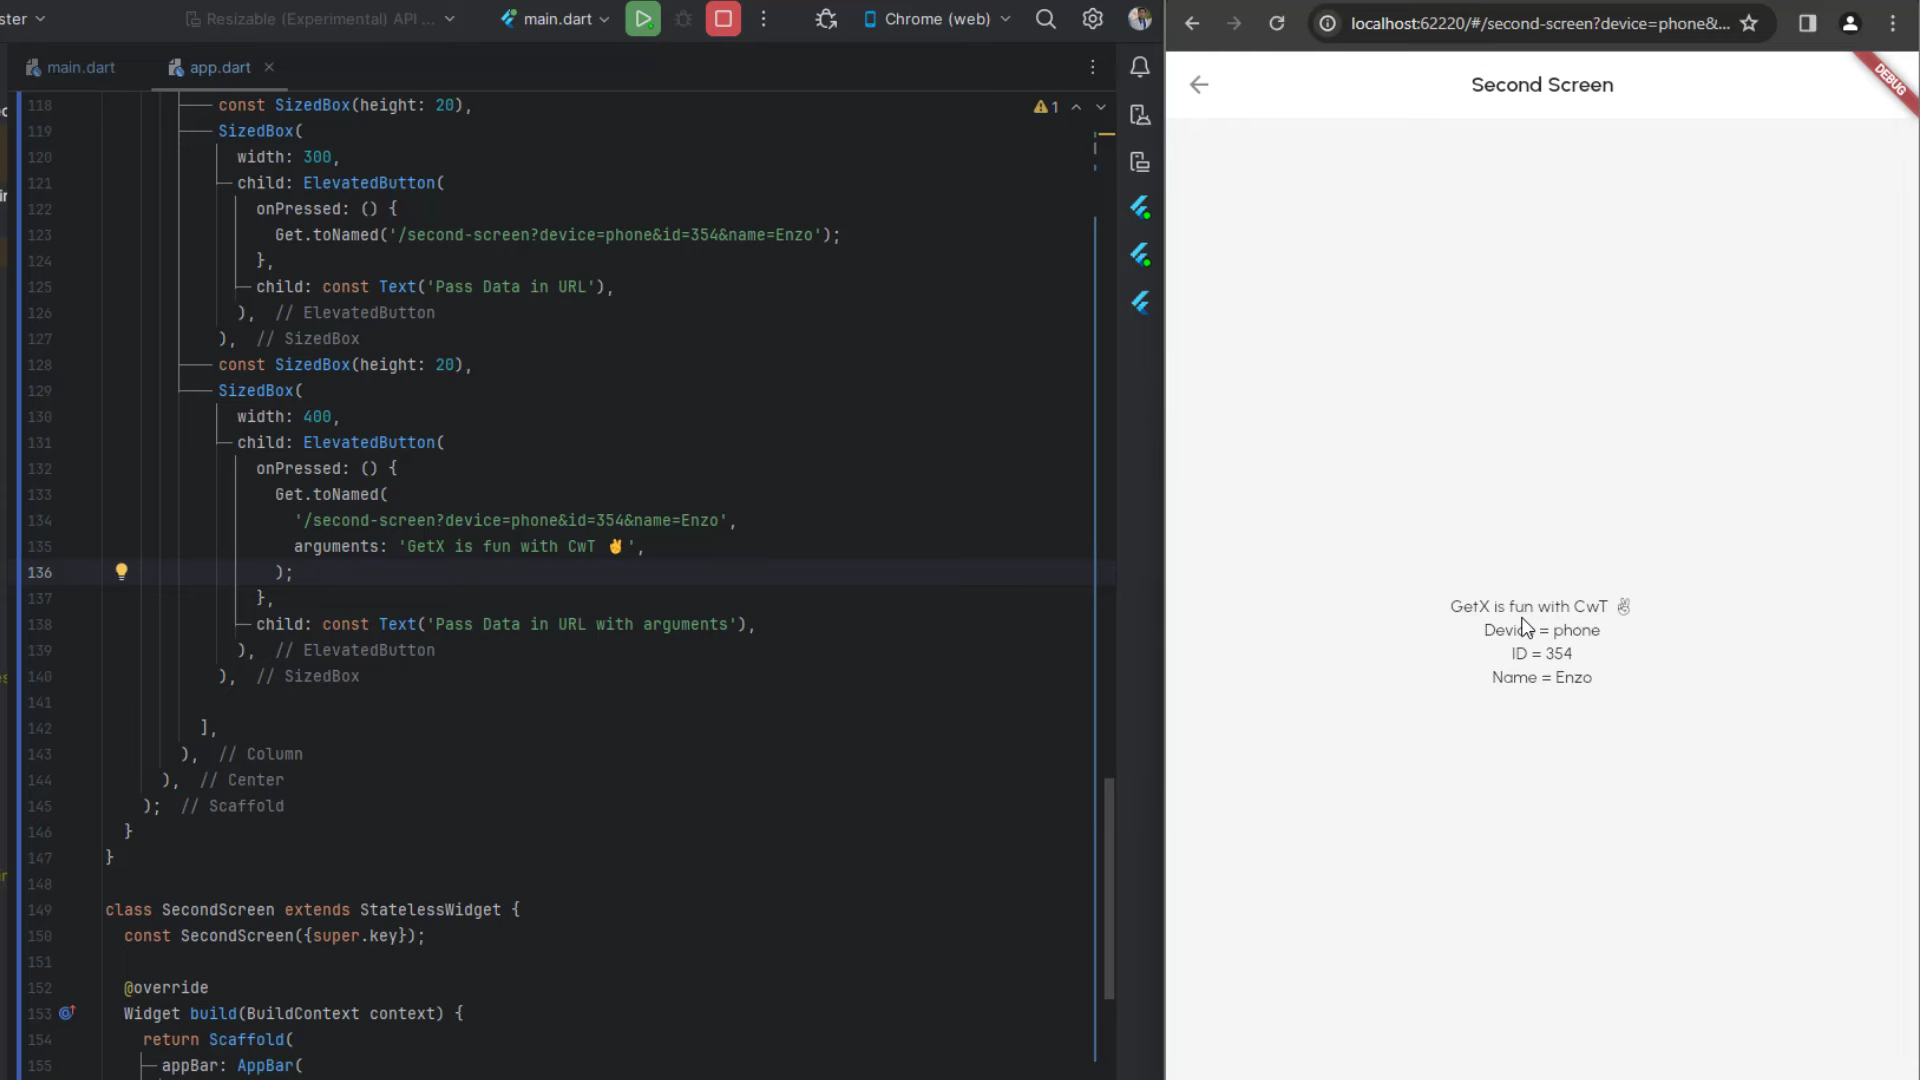 ster
Resizable (Experimental) API ...
main.dart
Chrome (web)
main.dart
app.dart
1
118 const SizedBox(height: 20),
119 SizedBox(
120 width: 300,
121 child: ElevatedButton(
122 onPressed: () {
123 Get.toNamed('/second-screen?device=phone&id=354&name=Enzo');
124 },
125 child: const Text('Pass Data in URL'),
126 ), // ElevatedButton
127 ), // SizedBox
128 const SizedBox(height: 20),
129 SizedBox(
130 width: 400,
131 child: ElevatedButton(
132 onPressed: () {
133 Get.toNamed(
134 '/second-screen?device=phone&id=354&name=Enzo',
135 arguments: 'GetX is fun with CwT ✌',
136 );
137 },
138 child: const Text('Pass Data in URL with arguments'),
139 ), // ElevatedButton
140 ), // SizedBox
141
142 ],
143 ), // Column
144 ), // Center
145 ); // Scaffold
146 }
147 }
148
149 class SecondScreen extends StatelessWidget {
150 const SecondScreen({super.key});
151
152 @override
153 Widget build(BuildContext context) {
154 return Scaffold(
155 appBar: AppBar(
localhost:62220/#/second-screen?device=phone&...
Second Screen
DEBUG
GetX is fun with CwT ✌
Device = phone
ID = 354
Name = Enzo